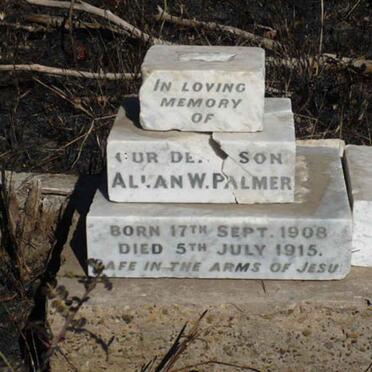 IN LOVING
MEMORY
OF
OUR DEAR SON
ALLAN W. PALMER
BORN 17TH SEPT. 1908
DIED 5TH JULY 1915.
SAFE IN THE ARMS OF JESU